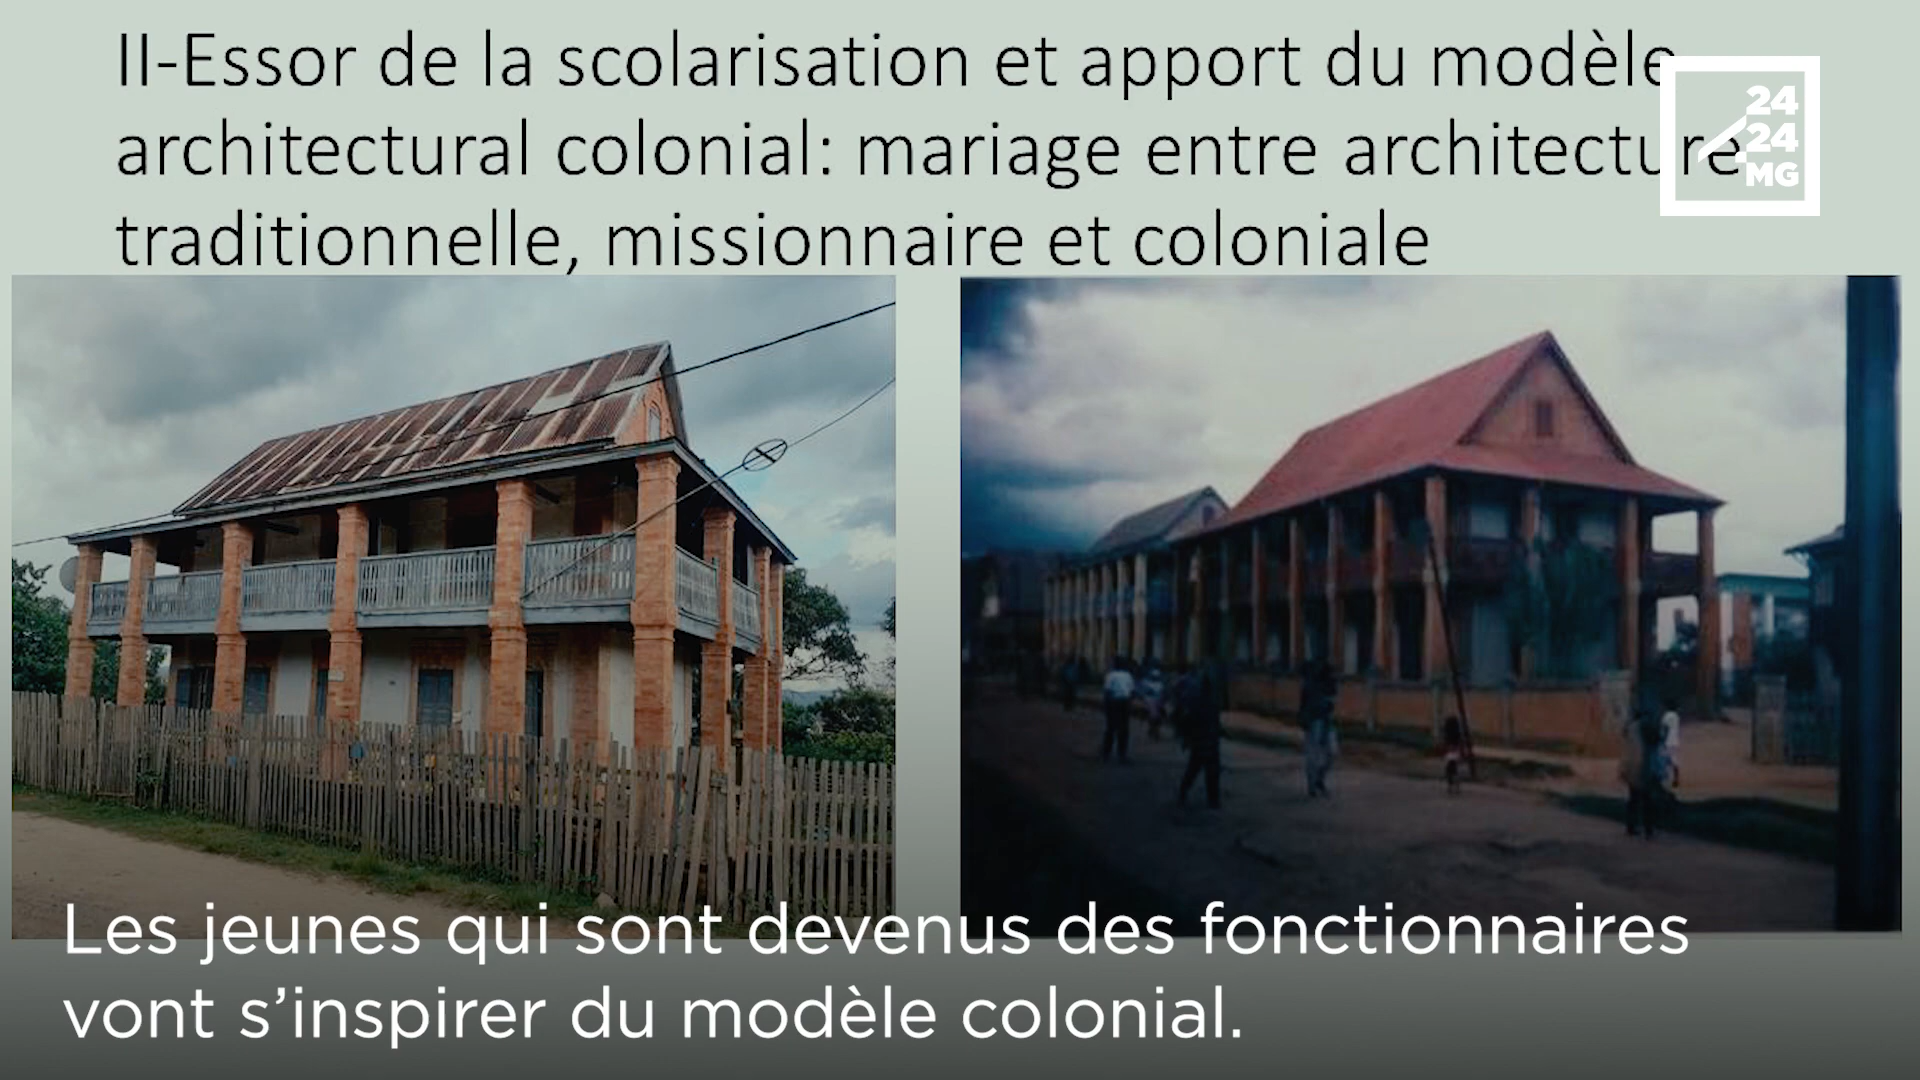 II-Essor de la scolarisation et apport du modèle
architectural colonial: mariage entre architecture
traditionnelle, missionnaire et coloniale
24
24
MG
Les jeunes qui sont devenus des fonctionnaires
vont s’inspirer du modèle colonial.